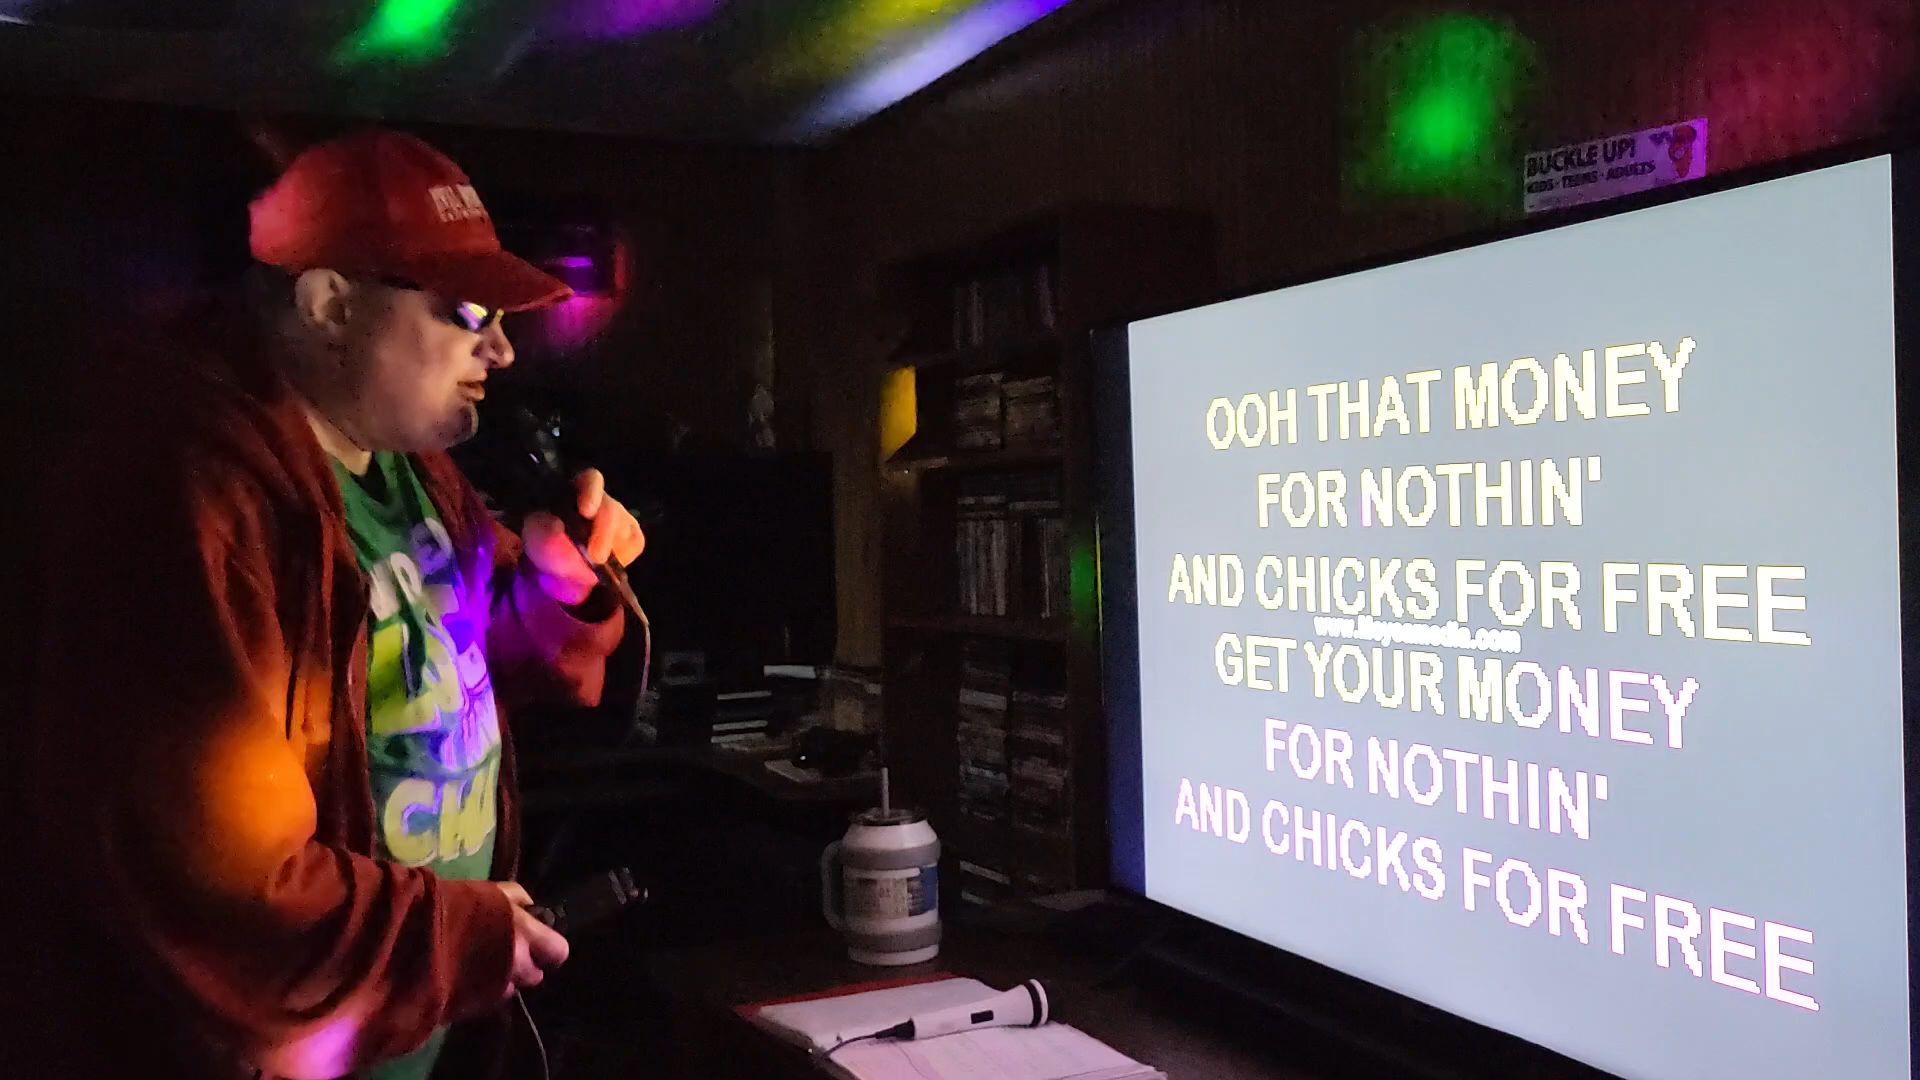 BUCKLE UP!
KIDS · TEENS · ADULTS
OOH THAT MONEY
FOR NOTHIN'
AND CHICKS FOR FREE
GET YOUR MONEY
FOR NOTHIN'
AND CHICKS FOR FREE